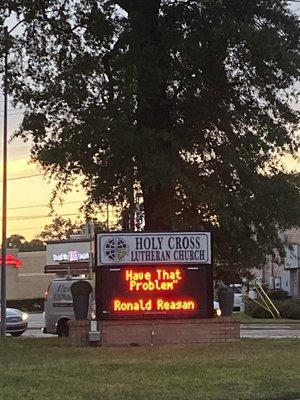 HOLY CROSS
LUTHERAN CHURCH
Have That
Problem"
Ronald Reagan